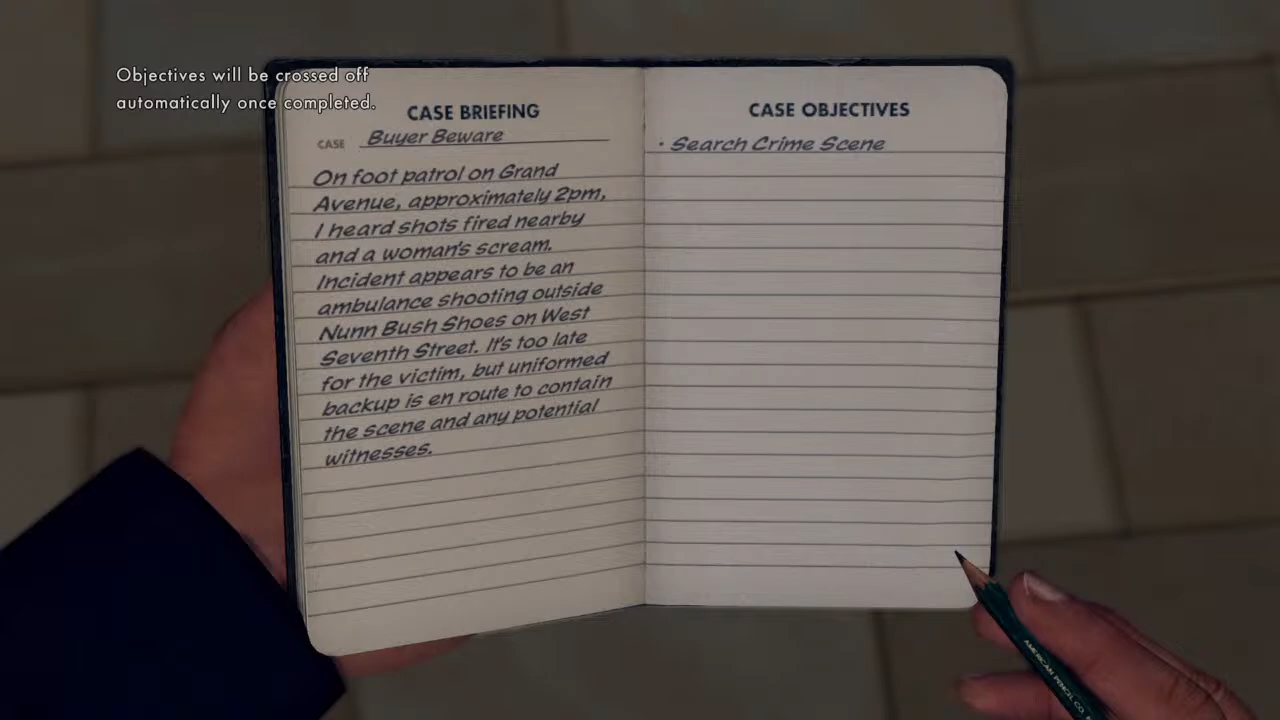 Objectives will be crossed off
automatically once completed.
CASE BRIEFING
CASE Buyer Beware
On foot patrol on Grand
Avenue, approximately 2pm,
I heard shots fired nearby
and a woman's scream.
Incident appears to be an
ambulance shooting outside
Nunn Bush Shoes on West
Seventh Street. It's too late
for the victim, but uniformed
backup is en route to contain
the scene and any potential
witnesses.
CASE OBJECTIVES
· Search Crime Scene
AMERICAN PENCIL CO.